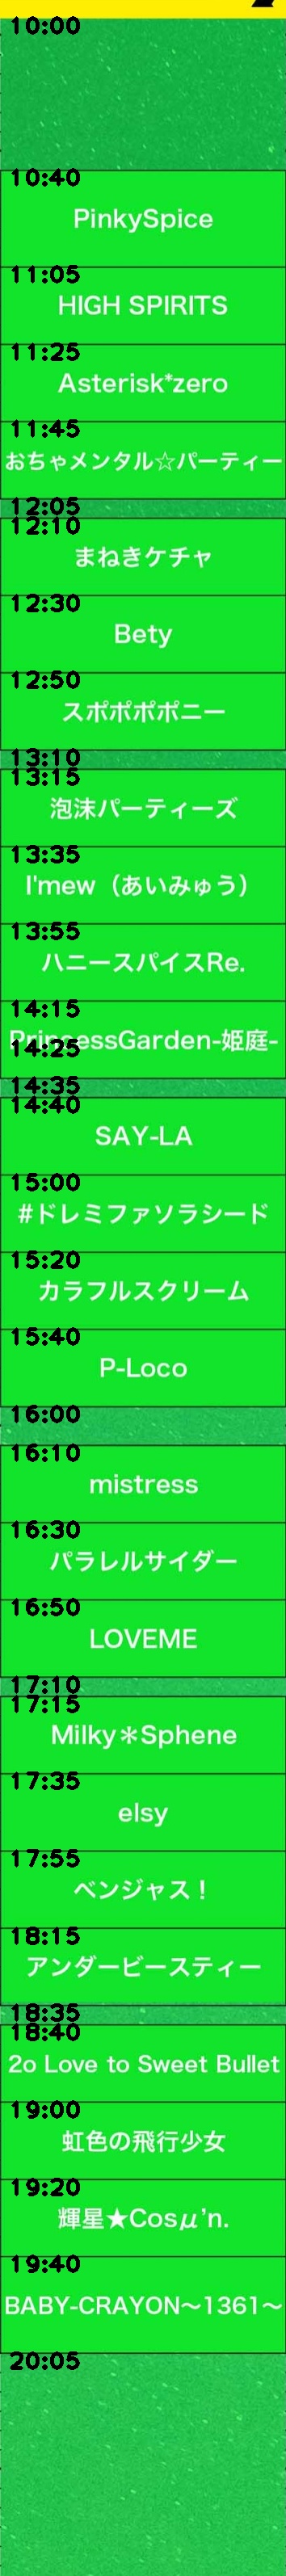 10:00
10:40
PinkySpice
11:05
HIGH SPIRITS
11:25
Asterisk*zero
11:45
おちゃメンタル☆パーティー
12:05
12:10
まねきケチャ
12:30
Bety
12:50
スポポポポニー
13:10
13:15
泡沫パーティーズ
13:35
I'mew（あいみゅう）
13:55
ハニースパイスRe.
14:15
PrincessGarden-姫庭-
14:25
14:35
14:40
SAY-LA
15:00
#ドレミファソラシード
15:20
カラフルスクリーム
15:40
P-Loco
16:00
16:10
mistress
16:30
パラレルサイダー
16:50
LOVEME
17:10
17:15
Milky＊Sphene
17:35
elsy
17:55
ベンジャス！
18:15
アンダービースティー
18:35
18:40
2o Love to Sweet Bullet
19:00
虹色の飛行少女
19:20
輝星★Cosμ’n.
19:40
BABY-CRAYON〜1361〜
20:05